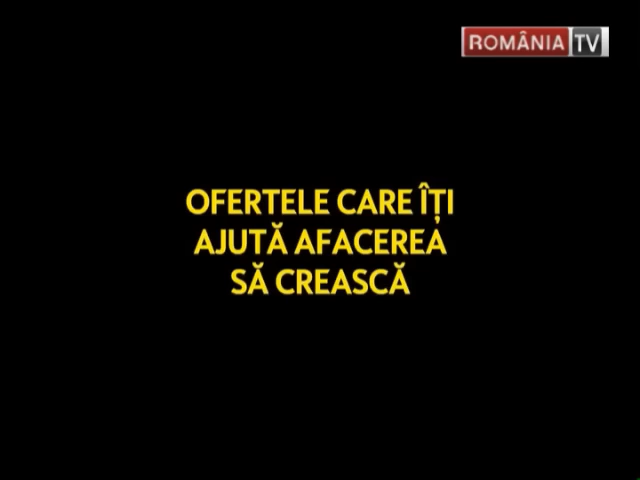 ROMÂNIA TV
OFERTELE CARE ÎȚI
AJUTĂ AFACEREA
SĂ CREASCĂ